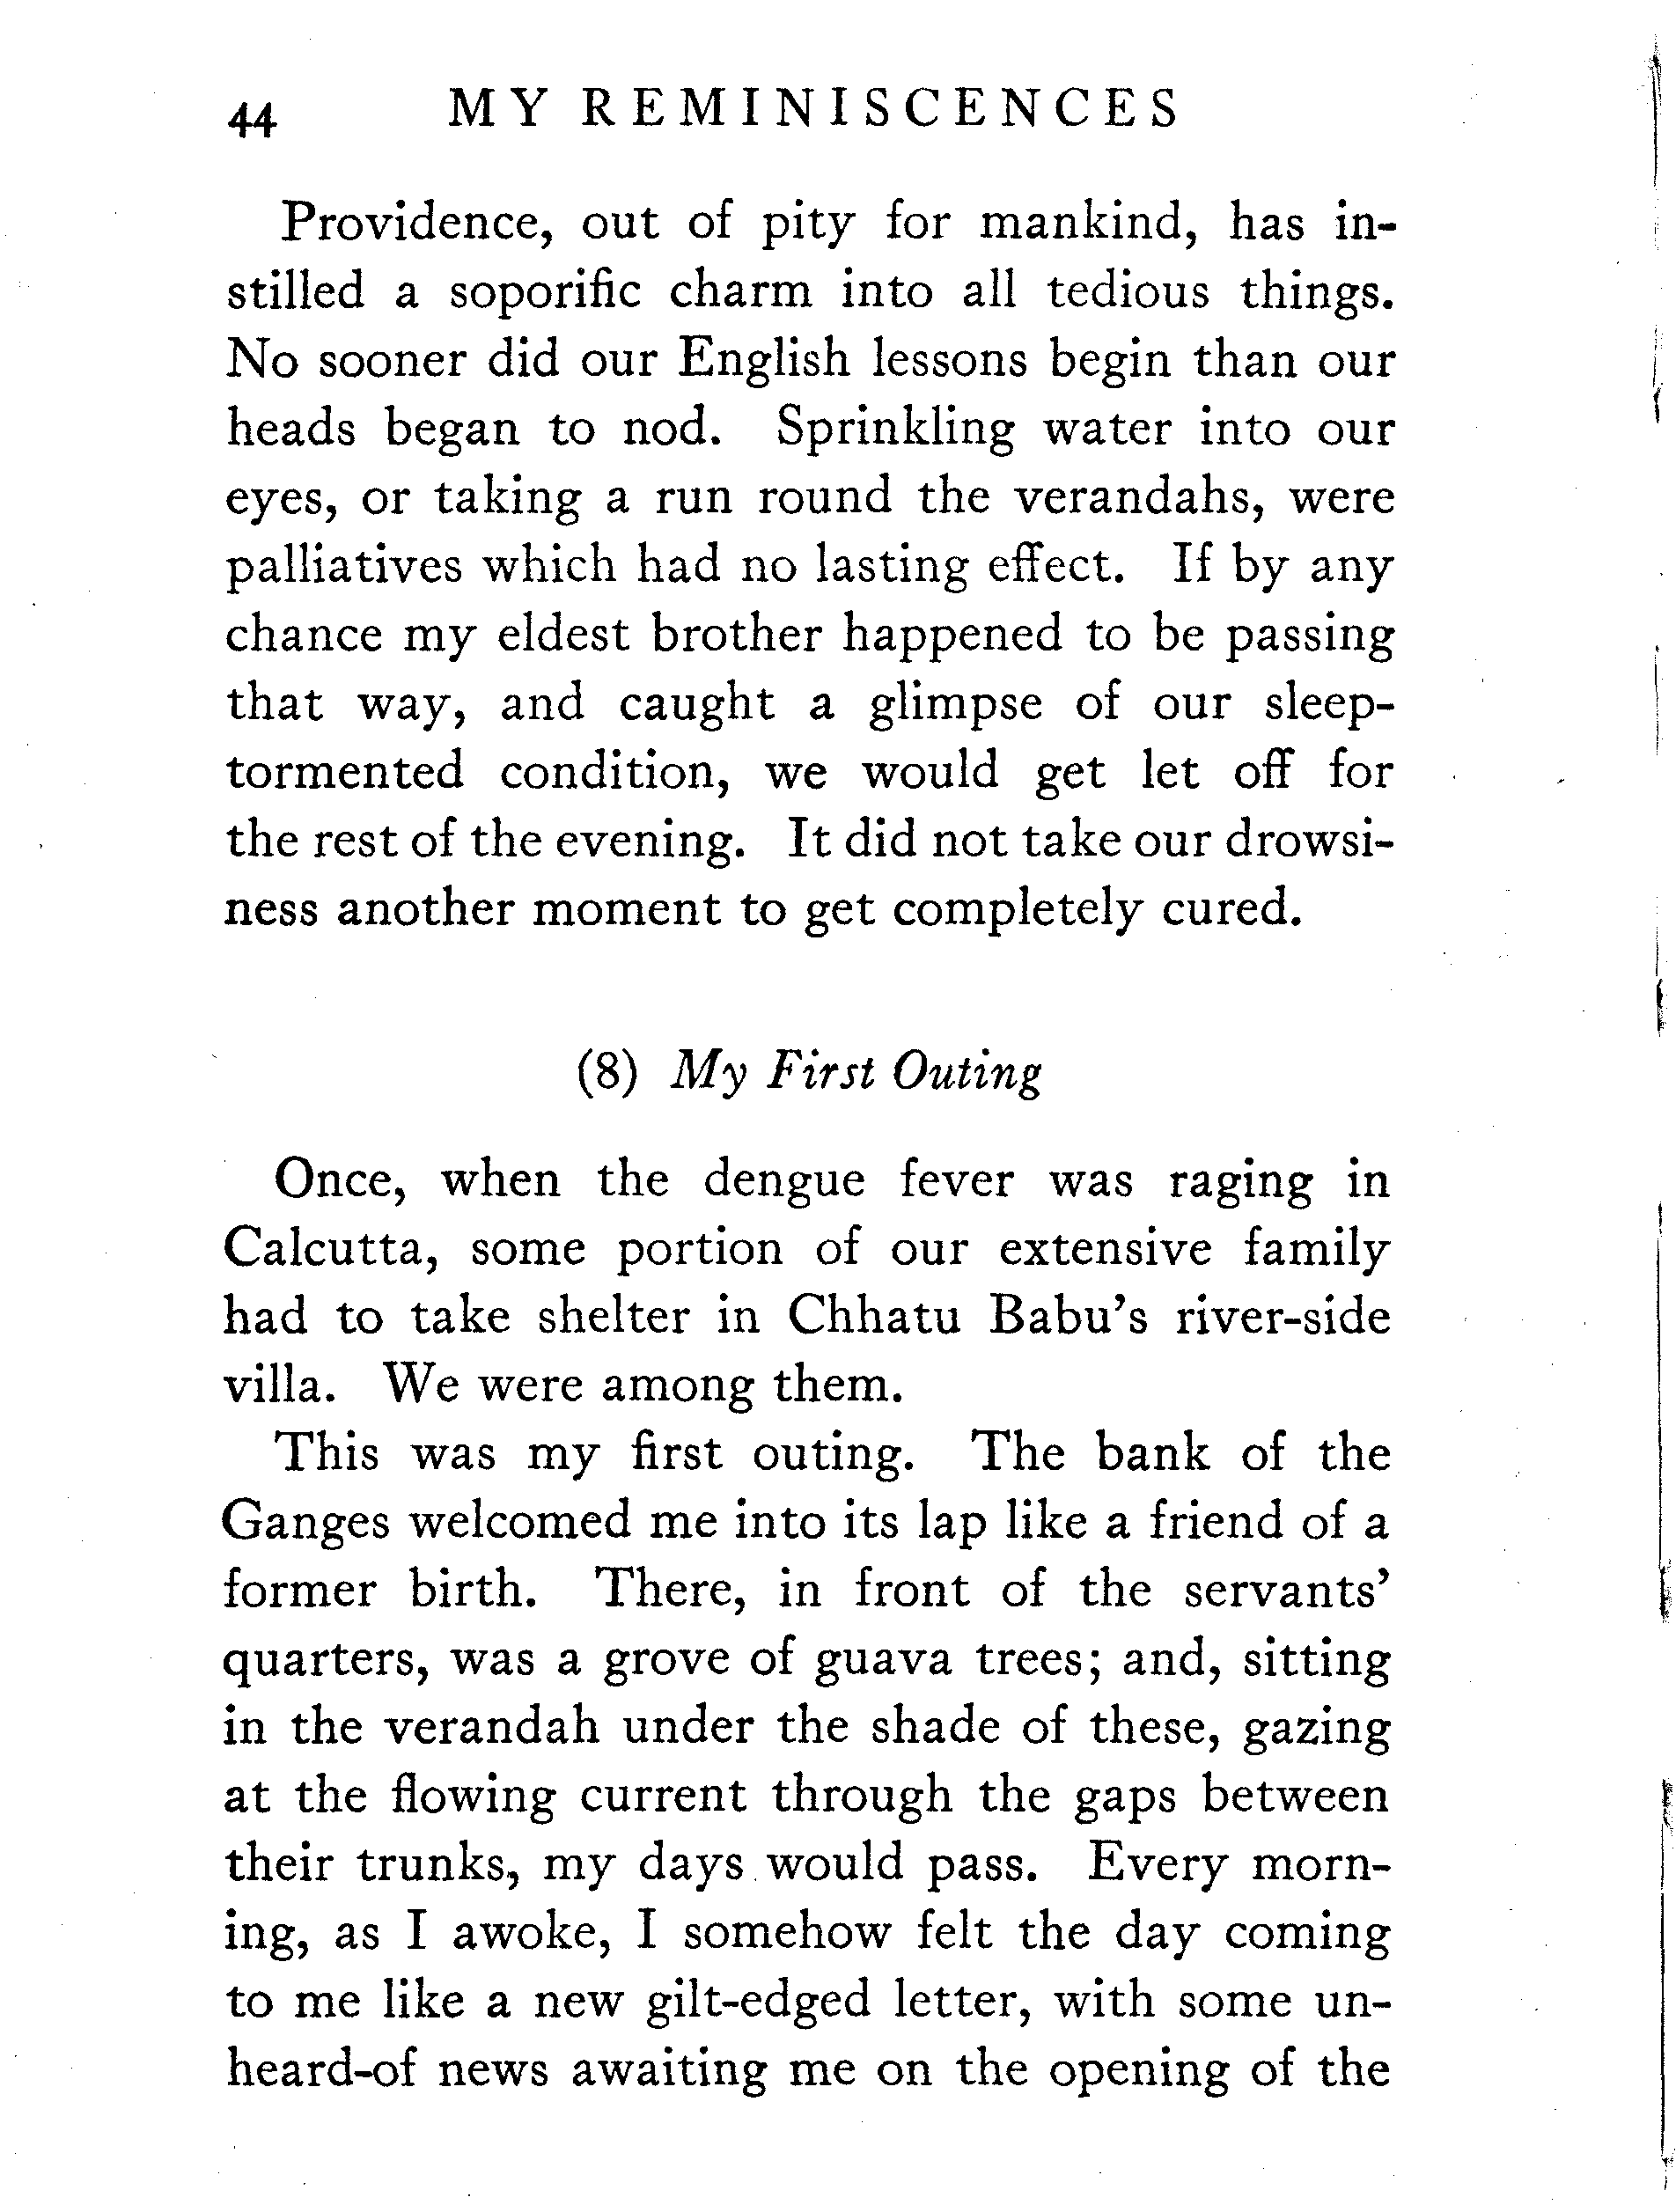 44 MY REMINISCENCES
Providence, out of pity for mankind, has in-
stilled a soporific charm into all tedious things.
No sooner did our English lessons begin than our
heads began to nod. Sprinkling water into our
eyes, or taking a run round the verandahs, were
palliatives which had no lasting effect. If by any
chance my eldest brother happened to be passing
that way, and caught a glimpse of our sleep-
tormented condition, we would get let off for
the rest of the evening. It did not take our drowsi-
ness another moment to get completely cured.
(8) My First Outing
Once, when the dengue fever was raging in
Calcutta, some portion of our extensive family
had to take shelter in Chhatu Babu's river-side
villa. We were among them.
This was my first outing. The bank of the
Ganges welcomed me into its lap like a friend of a
former birth. There, in front of the servants'
quarters, was a grove of guava trees; and, sitting
in the verandah under the shade of these, gazing
at the flowing current through the gaps between
their trunks, my days would pass. Every morn-
ing, as I awoke, I somehow felt the day coming
to me like a new gilt-edged letter, with some un-
heard-of news awaiting me on the opening of the